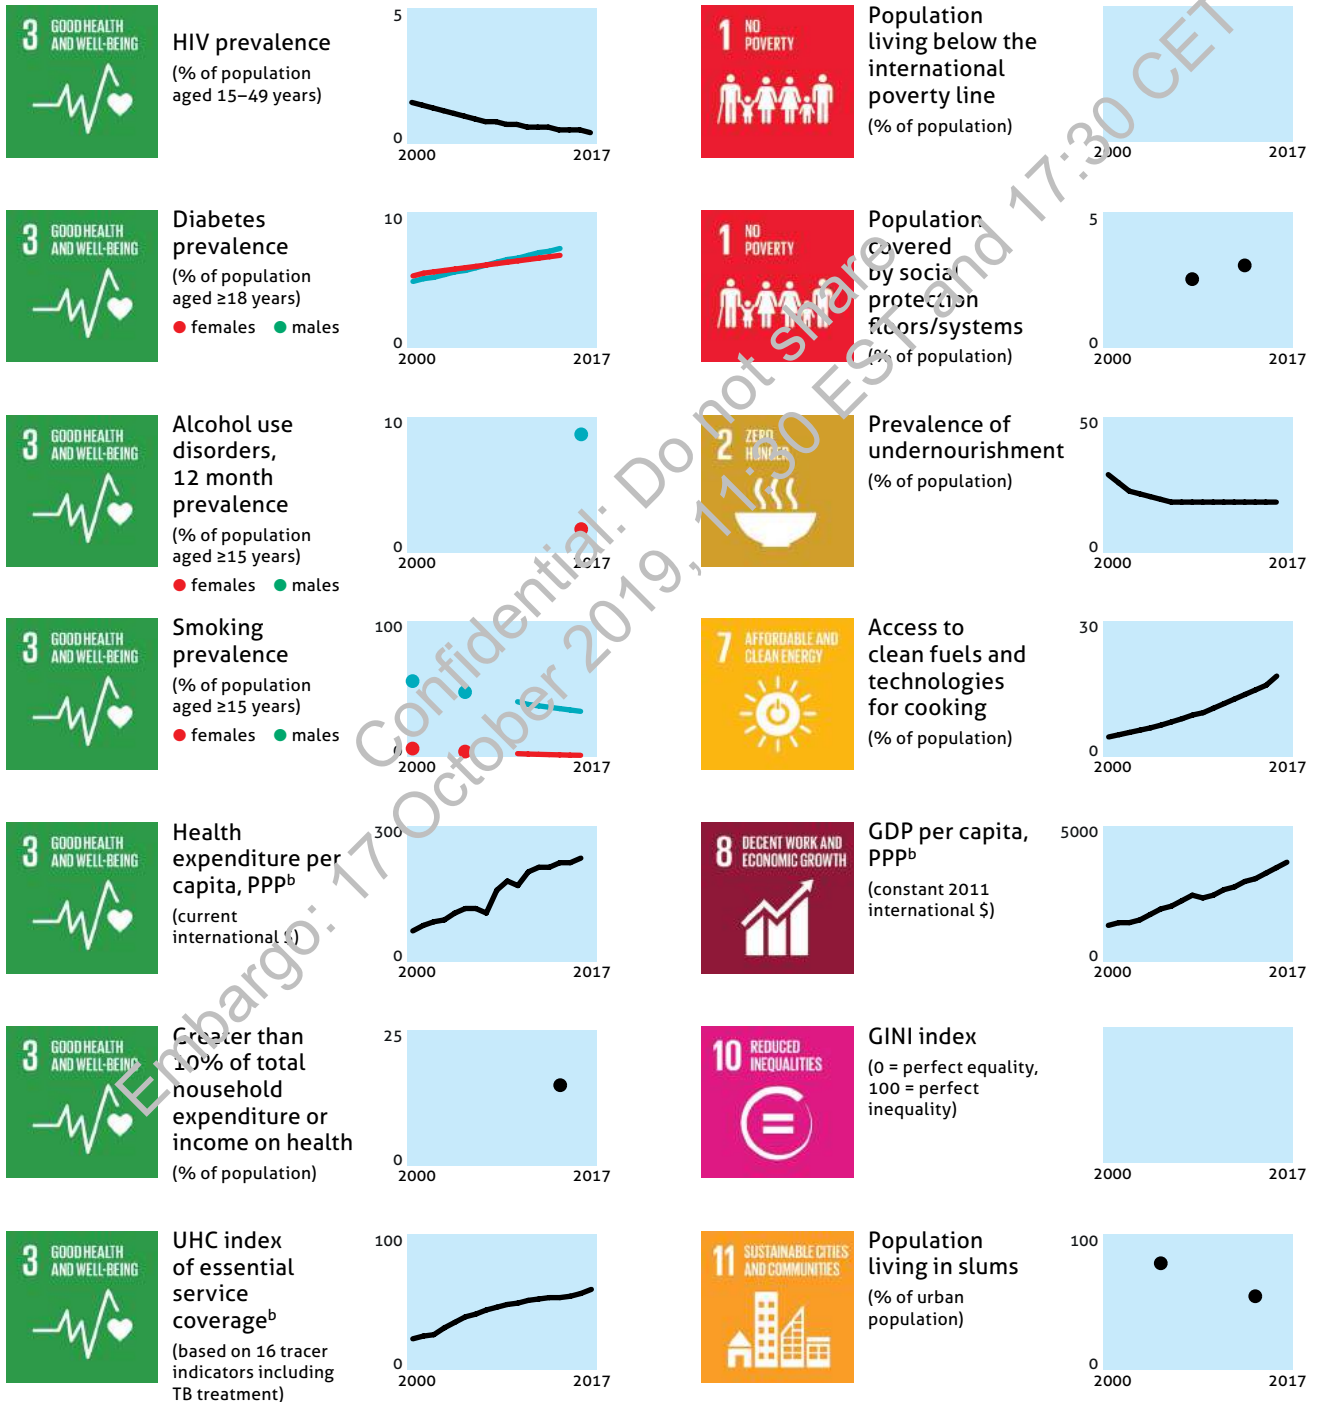 3 GOOD HEALTH
AND WELL-BEING
HIV prevalence
(% of population
aged 15–49 years)
5
0
2000 2017
3 GOOD HEALTH
AND WELL-BEING
Diabetes
prevalence
(% of population
aged ≥18 years)
● females ● males
10
0
2000 2017
3 GOOD HEALTH
AND WELL-BEING
Alcohol use
disorders,
12 month
prevalence
(% of population
aged ≥15 years)
● females ● males
10
0
2000 2017
3 GOOD HEALTH
AND WELL-BEING
Smoking
prevalence
(% of population
aged ≥15 years)
● females ● males
100
0
2000 2017
3 GOOD HEALTH
AND WELL-BEING
Health
expenditure per
capita, PPPᵇ
(current
international $)
300
0
2000 2017
3 GOOD HEALTH
AND WELL-BEING
Greater than
10% of total
household
expenditure or
income on health
(% of population)
25
0
2000 2017
3 GOOD HEALTH
AND WELL-BEING
UHC index
of essential
service
coverageᵇ
(based on 16 tracer
indicators including
TB treatment)
100
0
2000 2017
1 NO
POVERTY
Population
living below the
international
poverty line
(% of population)
2000 2017
1 NO
POVERTY
Population
covered
by social
protection
floors/systems
(% of population)
5
0
2000 2017
2 ZERO
HUNGER
Prevalence of
undernourishment
(% of population)
50
0
2000 2017
7 AFFORDABLE AND
CLEAN ENERGY
Access to
clean fuels and
technologies
for cooking
(% of population)
30
0
2000 2017
8 DECENT WORK AND
ECONOMIC GROWTH
GDP per capita,
PPPᵇ
(constant 2011
international $)
5000
0
2000 2017
10 REDUCED
INEQUALITIES
GINI index
(0 = perfect equality,
100 = perfect
inequality)
2000 2017
11 SUSTAINABLE CITIES
AND COMMUNITIES
Population
living in slums
(% of urban
population)
100
0
2000 2017
Confidential: Do not share
Embargo: 17 October 2019, 11:30 EST and 17:30 CET